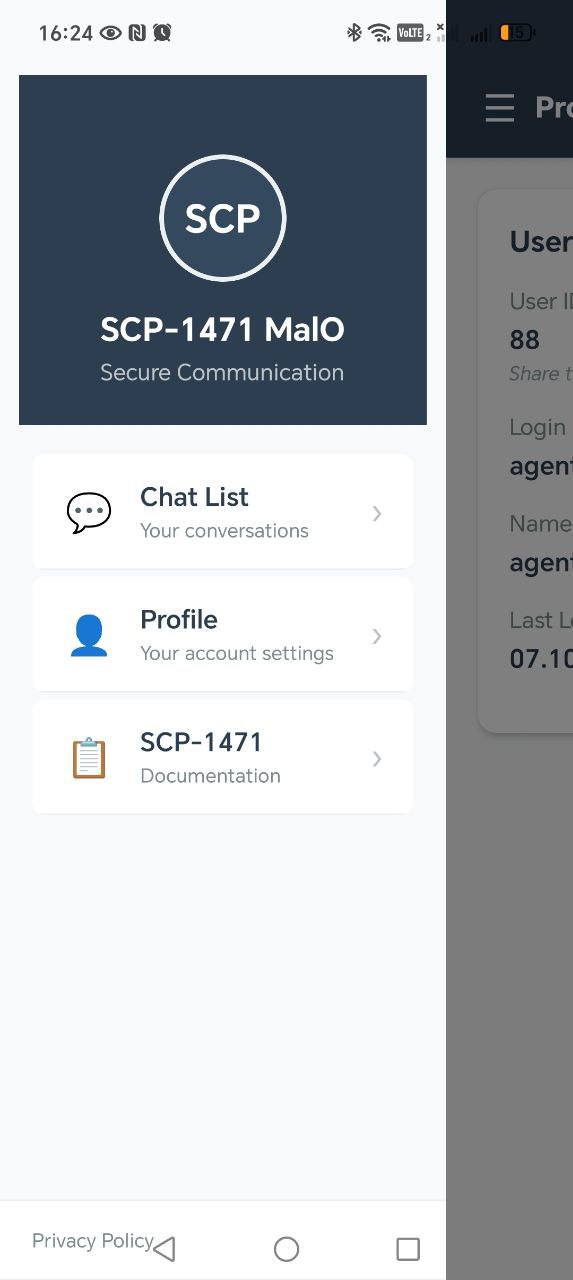 16:24
VoLTE 2
15
SCP
SCP-1471 MalO
Secure Communication
Chat List
Your conversations
Profile
Your account settings
SCP-1471
Documentation
Privacy Policy
Pro
User
User ID
88
Share t
Login
agent
Name
agent
Last Lo
07.10